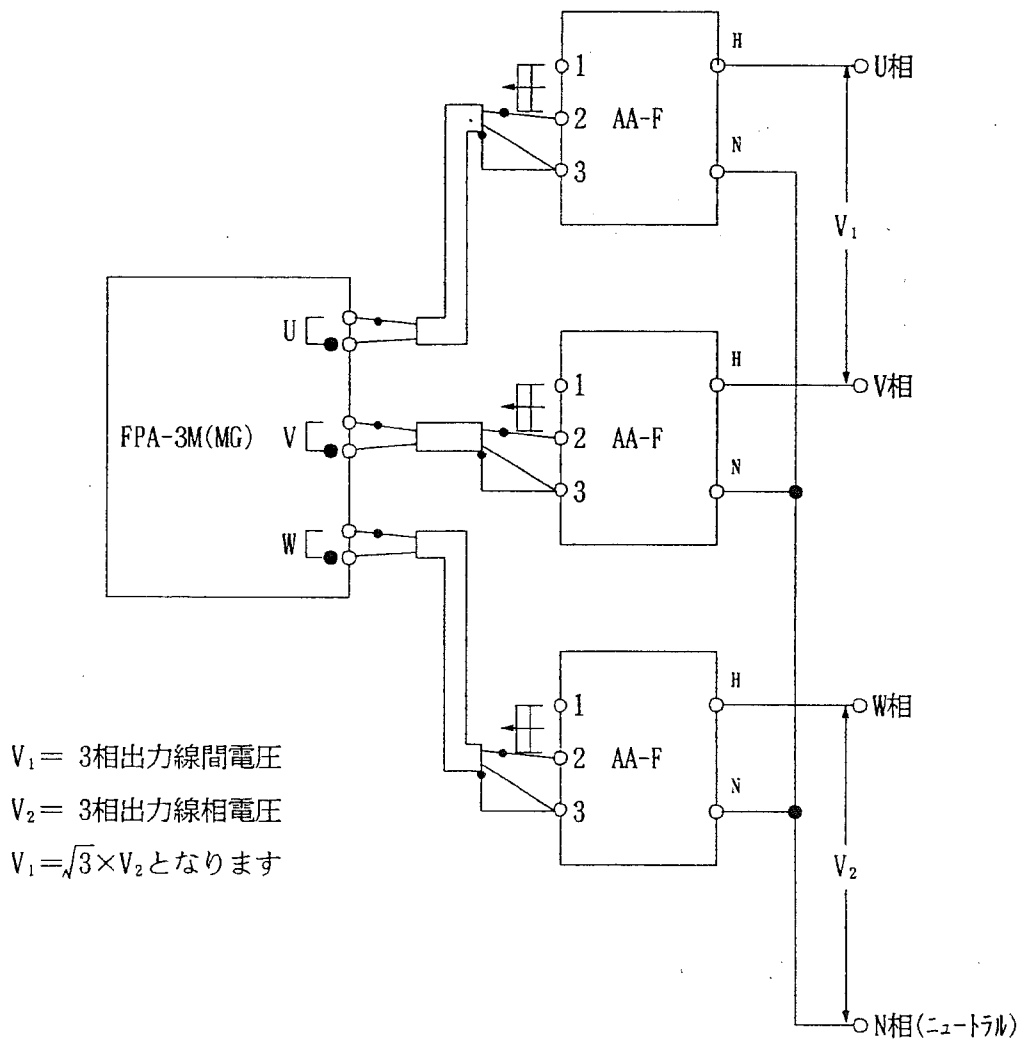 H
1
U相
2
AA-F
N
3
V₁
U
H
1
V相
FPA-3M(MG)
V
2
AA-F
N
3
W
H
1
W相
2
AA-F
N
3
V₂
V₁= 3相出力線間電圧
V₂= 3相出力線相電圧
V₁=√3×V₂となります
N相(ニュートラル)